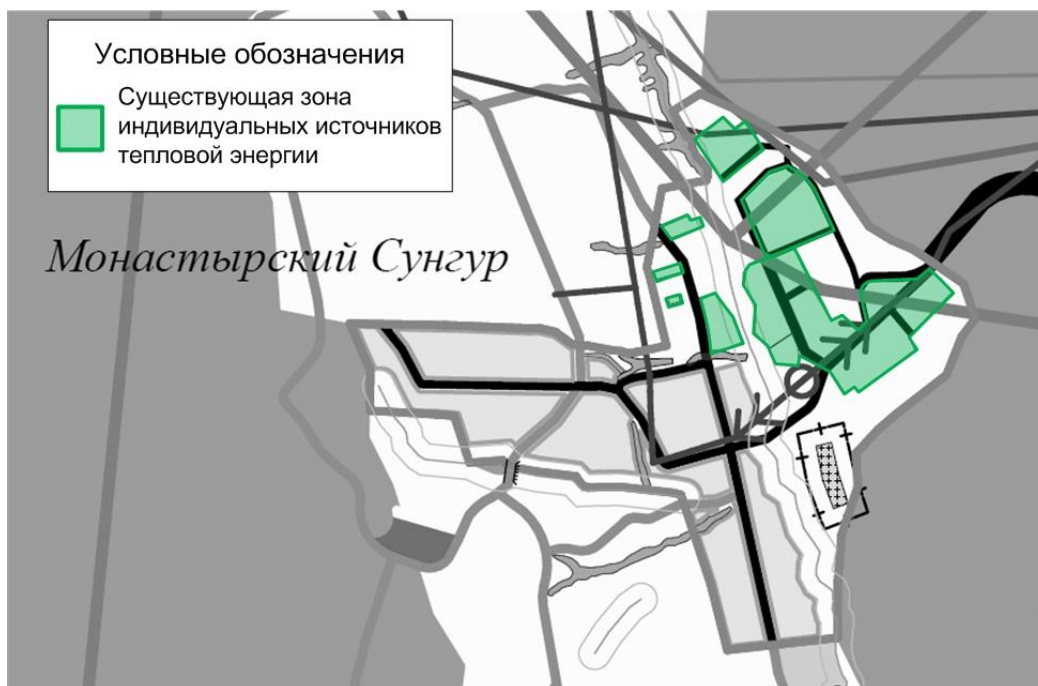 Условные обозначения
Существующая зона
индивидуальных источников
тепловой энергии
Монастырский Сунгур